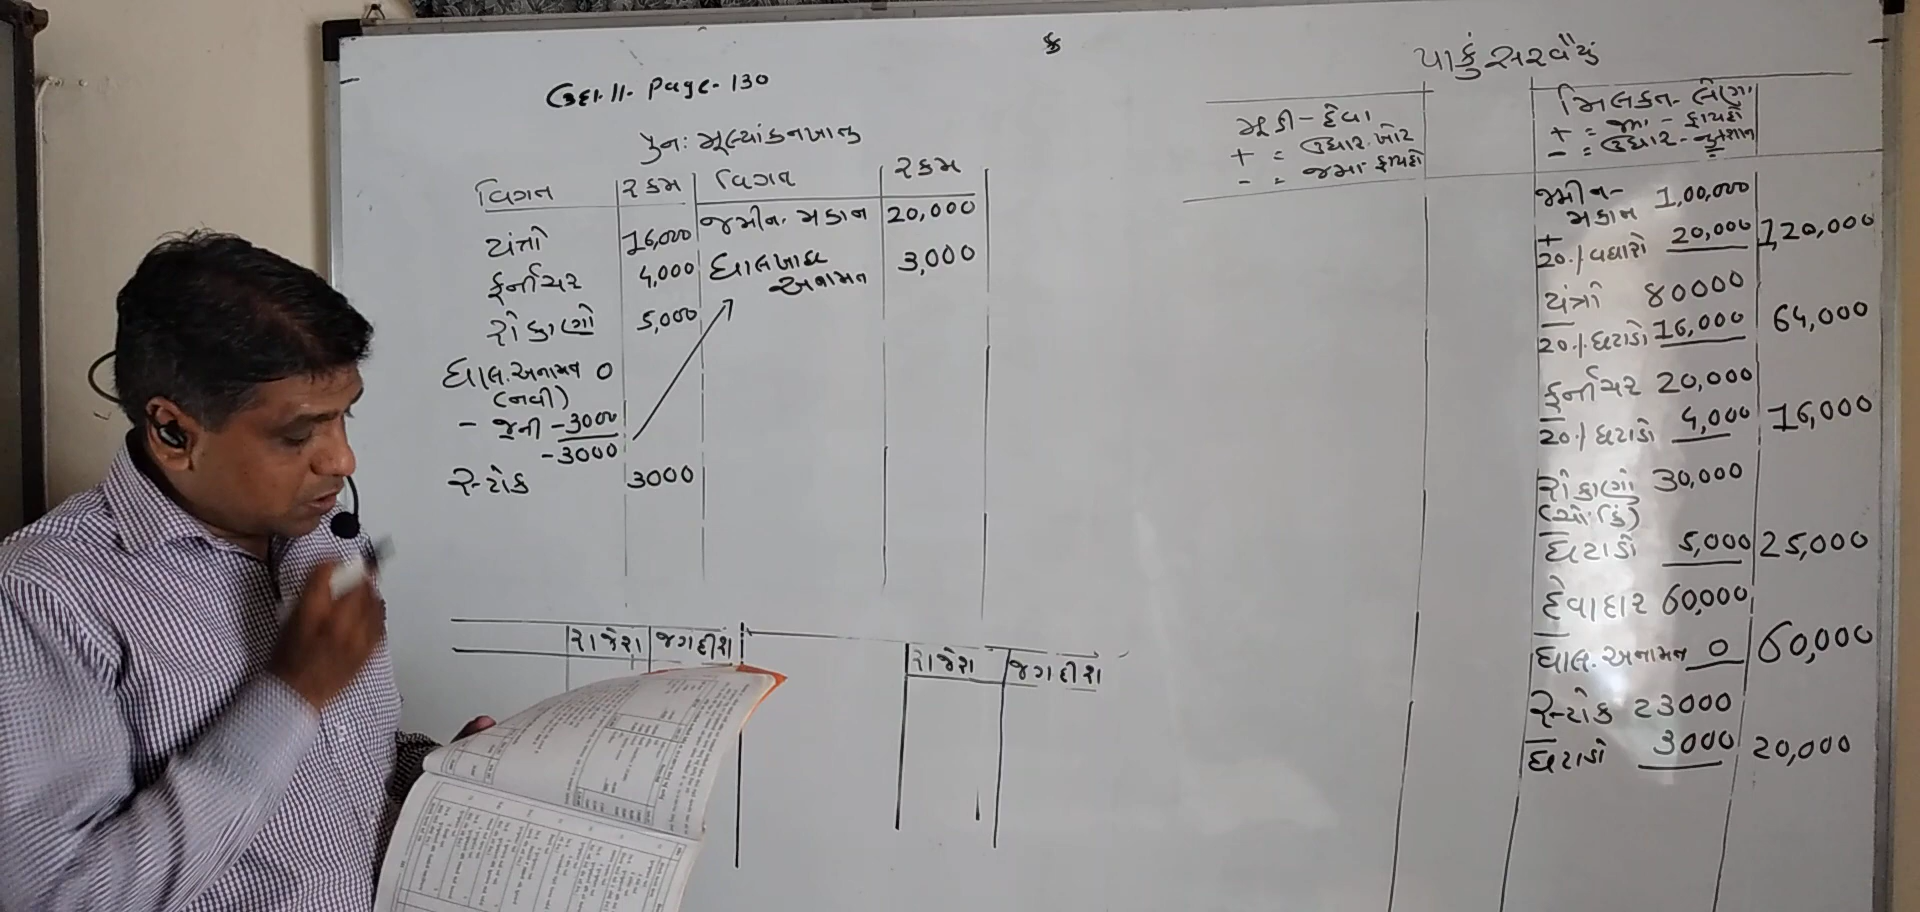 ઉદા.11. Page-130
પુનઃ મૂલ્યાંકન ખાતુ
વિગત રકમ વિગત રકમ
યંત્રો 16,000 જમીન. મકાન 20,000
ફર્નીચર 4,000 ઘાલખાધ અનામત 3,000
રોકાણો 5,000
ઘાલ.અનામત 0
(નવી)
- જૂની -3000
-3000
સ્ટોક 3000
રાજેશ જગદીશ
રાજેશ જગદીશ
પાકું સરવૈયું
મૂડી-દેવા
+ = ઉધાર.ખોટ
- = જમા ફાયદો
મિલકત-લેણા
+ = જમા - ફાયદો
- = ઉધાર-નુકશાન
જમીન- 1,00,000
મકાન
+
20% વધારો 20,000 1,20,000
યંત્રો 80000
-
20% ઘટાડો 16,000 64,000
ફર્નીચર 20,000
-
20% ઘટાડો 4,000 16,000
રોકાણો 30,000
-
ઘટાડો 5,000 25,000
દેવાદાર 60,000
-
ઘાલ.અનામત 0 60,000
સ્ટોક 23000
-
ઘટાડો 3000 20,000